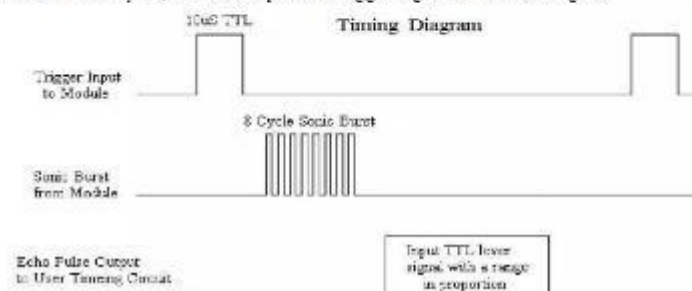 10uS TTL
Timing Diagram
Trigger Input
to Module
8 Cycle Sonic Burst
Sonic Burst
from Module
Echo Pulse Output
to User Timeing Circuit
Input TTL lever
signal with a range
in proportion